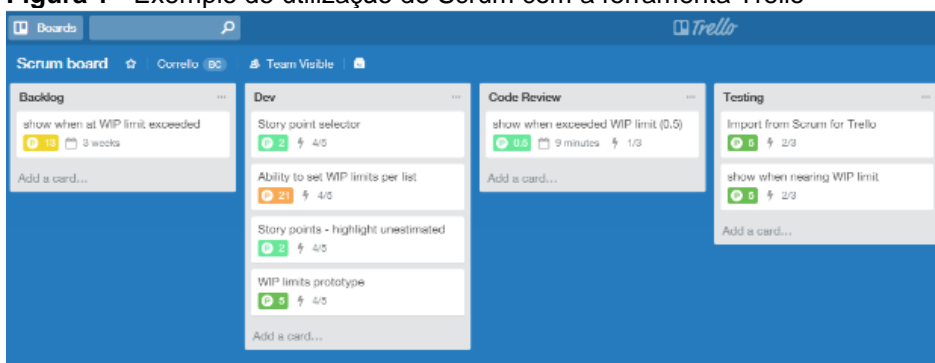 Figura 1 - Exemplo de utilização do Scrum com a ferramenta Trello
Boards
Trello
Scrum board Corrello BC Team Visible
Backlog
show when at WIP limit exceeded
13 3 weeks
Add a card...
Dev
Story point selector
2 4/5
Ability to set WIP limits per list
21 4/5
Story points - highlight unestimated
2 4/5
WIP limits prototype
5 4/5
Add a card...
Code Review
show when exceeded WIP limit (0.5)
0.5 9 minutes 1/3
Add a card...
Testing
Import from Scrum for Trello
5 2/3
show when nearing WIP limit
5 2/3
Add a card...